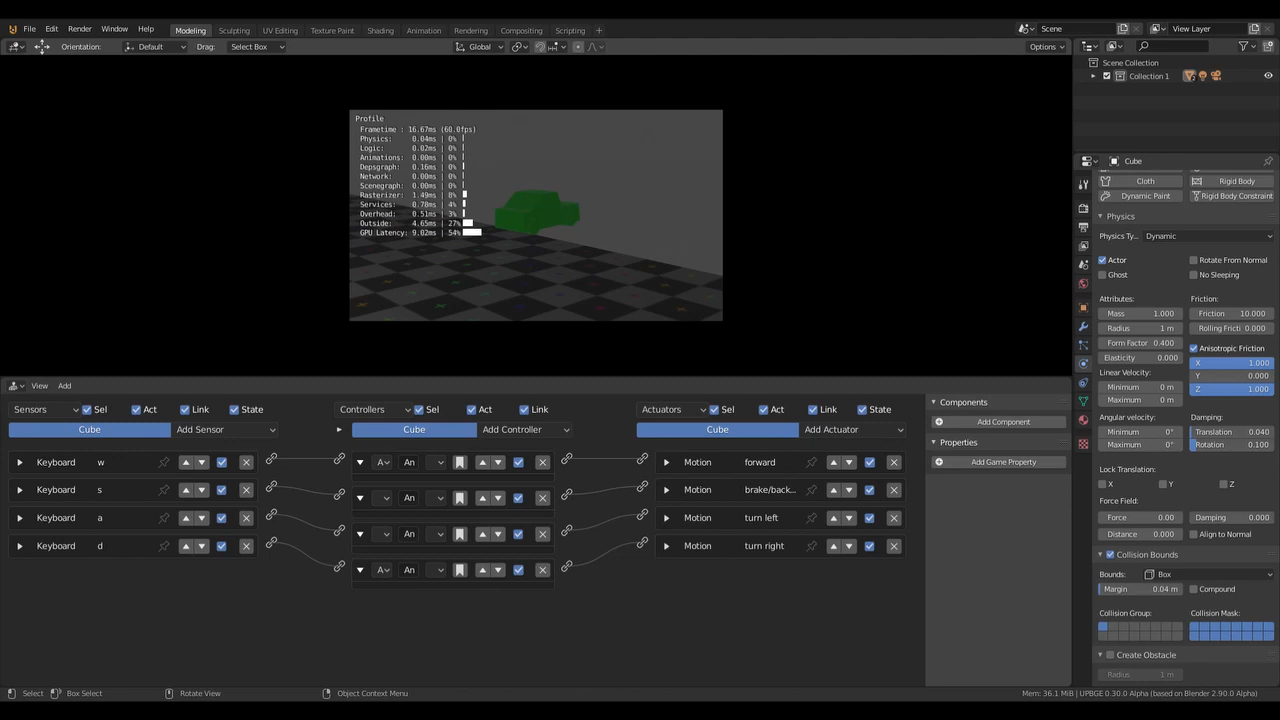 File Edit Render Window Help Modeling Sculpting UV Editing Texture Paint Shading Animation Rendering Compositing Scripting + Scene View Layer
Orientation: Default Drag: Select Box Global Options
Scene Collection
Collection 1
Profile
Frametime : 16.67ms (60.0fps)
Physics: 0.04ms | 0%
Logic: 0.02ms | 0%
Animations: 0.00ms | 0%
Depsgraph: 0.16ms | 0%
Network: 0.00ms | 0%
Scenegraph: 0.00ms | 0%
Rasterizer: 1.49ms | 8%
Services: 0.78ms | 4%
Overhead: 0.51ms | 3%
Outside: 4.65ms | 27%
GPU Latency: 9.02ms | 54%
Cube
Cloth Rigid Body
Dynamic Paint Rigid Body Constraint
Physics
Physics Ty... Dynamic
Actor Rotate From Normal
Ghost No Sleeping
Attributes: Friction:
Mass 1.000 Friction 10.000
Radius 1 m Rolling Fricti 0.000
Form Factor 0.400 Anisotropic Friction
Elasticity 0.000 X 1.000
Linear Velocity: Y 0.000
Minimum 0 m Z 1.000
Maximum 0 m
Angular velocity: Damping:
Minimum 0° Translation 0.040
Maximum 0° Rotation 0.100
Lock Translation:
X Y Z
Force Field:
Force 0.00 Damping 0.000
Distance 0.000 Align to Normal
Collision Bounds
Bounds: Box
Margin 0.04 m Compound
Collision Group: Collision Mask:
Create Obstacle
Radius 1 m
View Add
Sensors Sel Act Link State Controllers Sel Act Link Actuators Sel Act Link State
Cube Add Sensor Cube Add Controller Cube Add Actuator
Keyboard w A An Motion forward
Keyboard s An Motion brake/back...
Keyboard a An Motion turn left
Keyboard d A An Motion turn right
Components
Add Component
Properties
Add Game Property
Select Box Select Rotate View Object Context Menu Mem: 36.1 MiB | UPBGE 0.30.0 Alpha (based on Blender 2.90.0 Alpha)